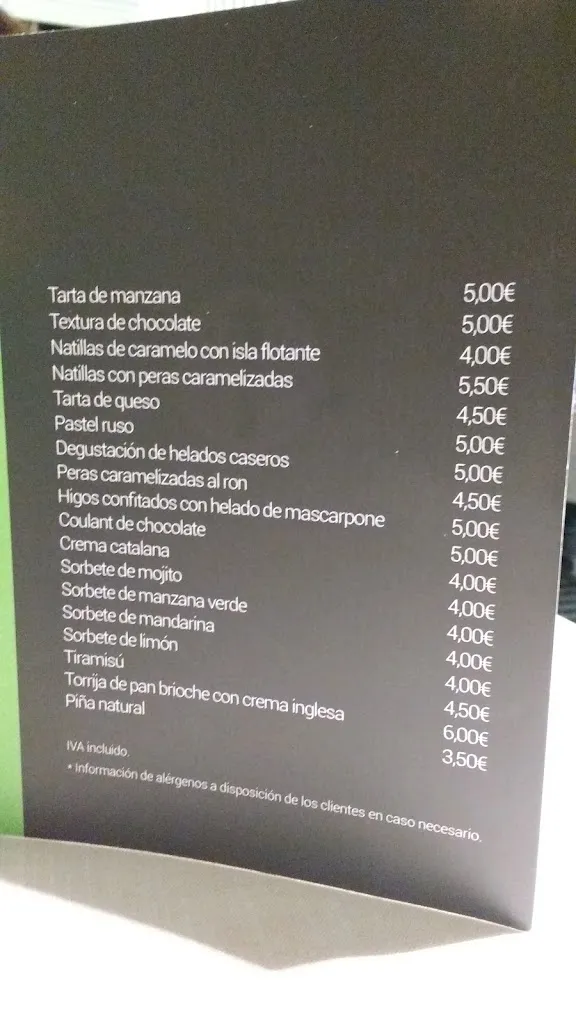 Tarta de manzana 5,00€
Textura de chocolate 5,00€
Natillas de caramelo con isla flotante 4,00€
Natillas con peras caramelizadas 5,50€
Tarta de queso 4,50€
Pastel ruso 5,00€
Degustación de helados caseros 5,00€
Peras caramelizadas al ron 4,50€
Higos confitados con helado de mascarpone 5,00€
Coulant de chocolate 5,00€
Crema catalana 4,00€
Sorbete de mojito 4,00€
Sorbete de manzana verde 4,00€
Sorbete de mandarina 4,00€
Sorbete de limón 4,00€
Tiramisú 4,50€
Torrija de pan brioche con crema inglesa 6,00€
Piña natural 3,50€
IVA incluido.
* Información de alérgenos a disposición de los clientes en caso necesario.